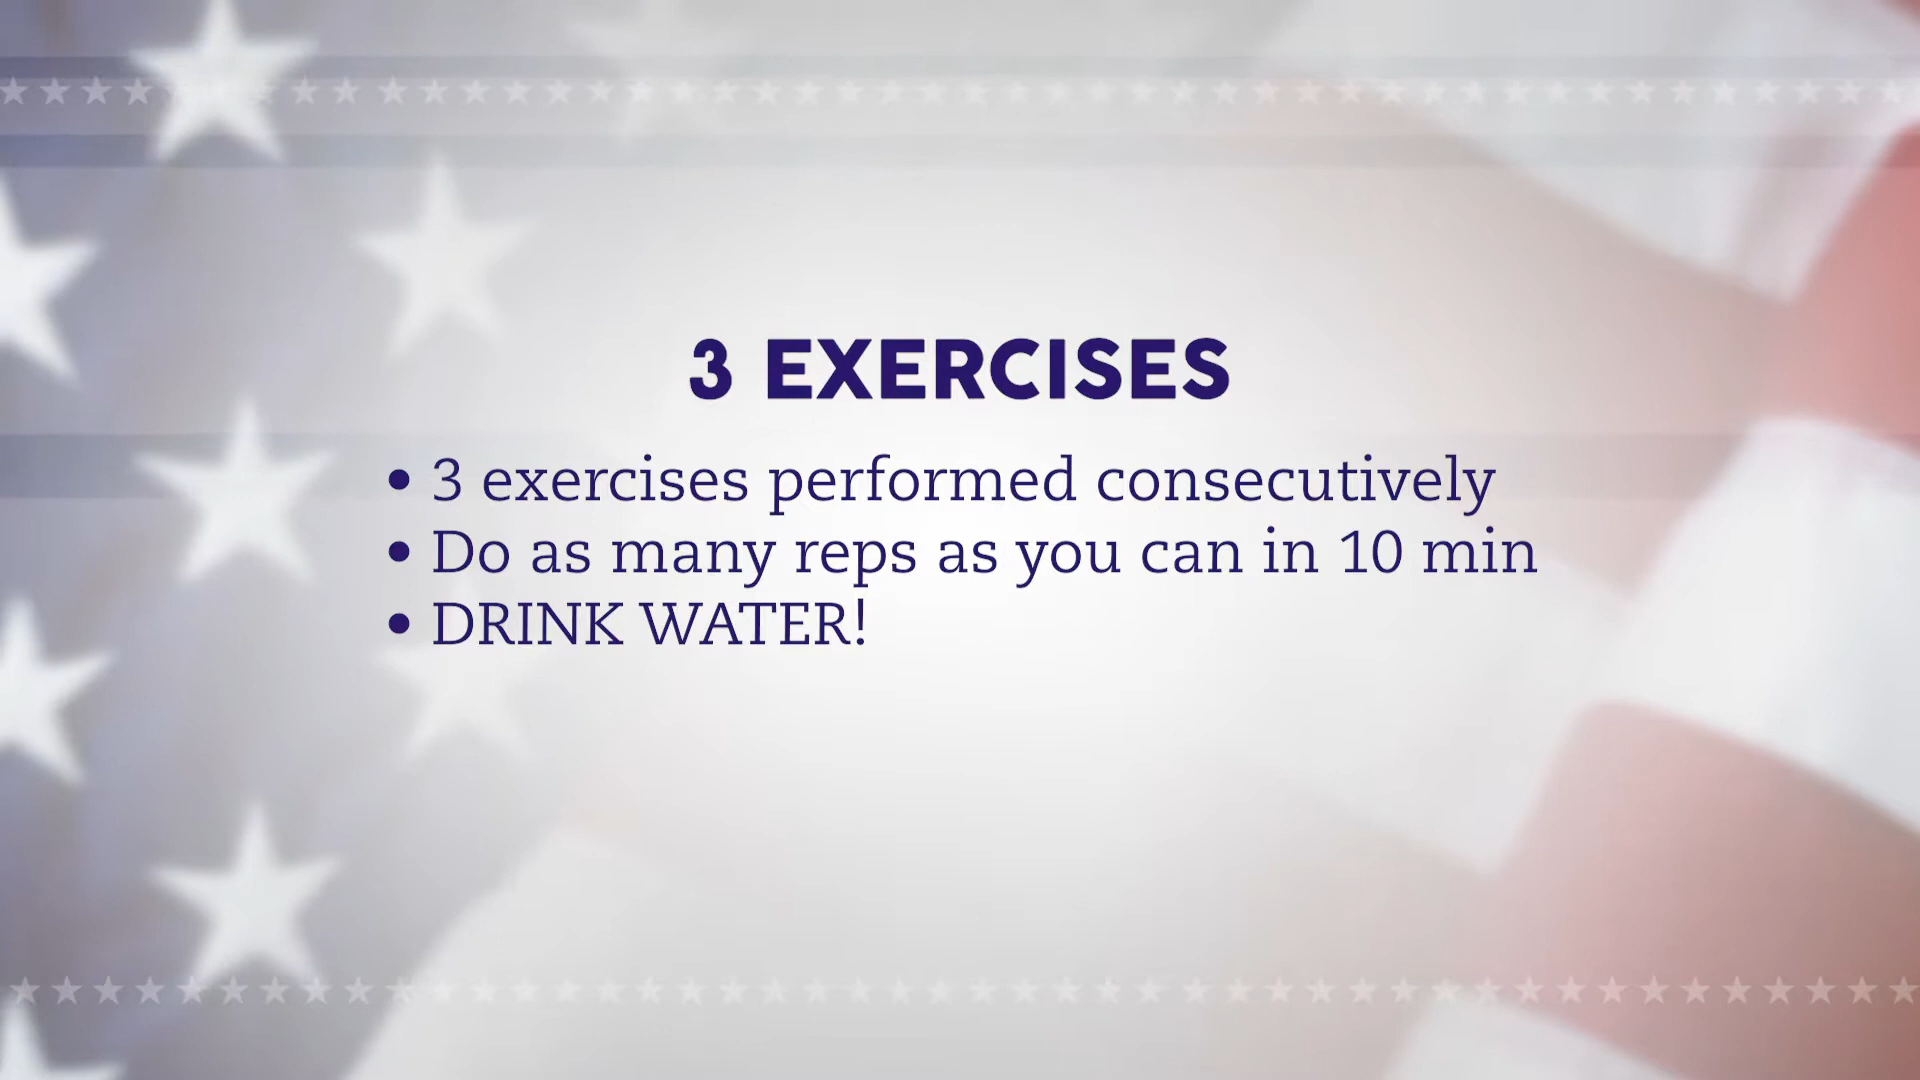 3 EXERCISES
• 3 exercises performed consecutively
• Do as many reps as you can in 10 min
• DRINK WATER!